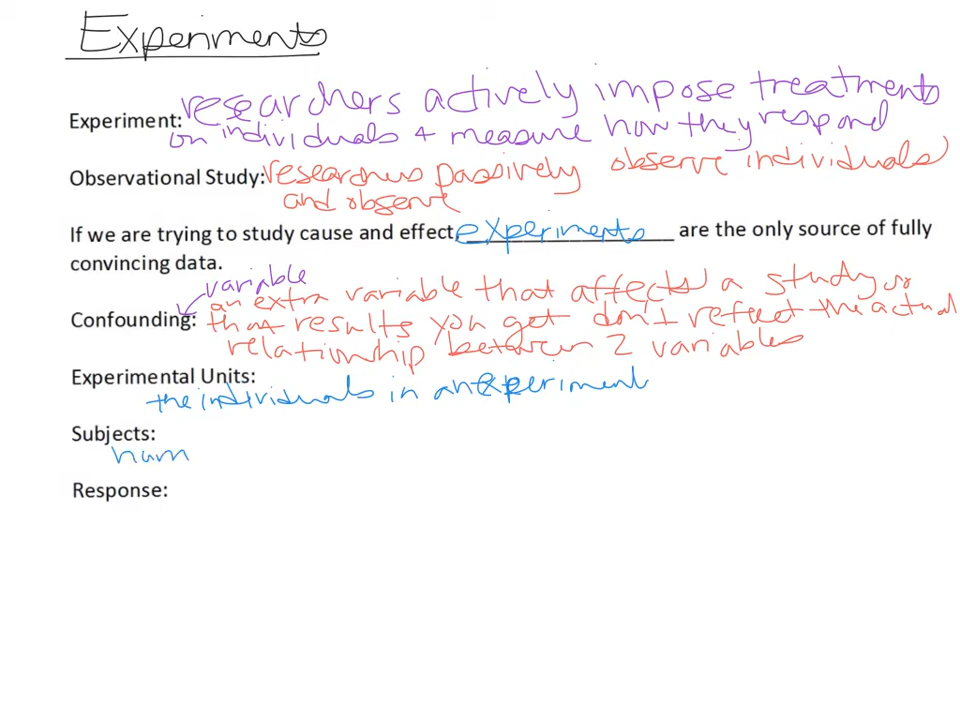 Experiments
Experiment: researchers actively impose treatments
on individuals + measure how they respond
Observational Study: researchers passively observe individuals
and observe
If we are trying to study cause and effect experiments are the only source of fully
convincing data.
variable
Confounding: an extra variable that affects a study so
that results you get don't reflect the actual
relationship between 2 variables
Experimental Units:
the individuals in an experiment
Subjects:
hum
Response: